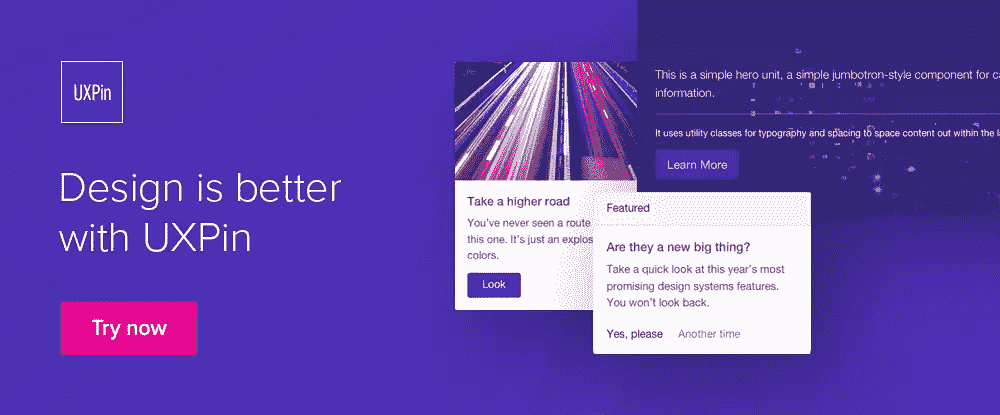 UXPin
Design is better
with UXPin
Try now
Take a higher road
You've never seen a route
this one. It's just an explos
colors.
Look
This is a simple hero unit, a simple jumbotron-style component for ca
information.
It uses utility classes for typography and spacing to space content out within the la
Learn More
Featured
Are they a new big thing?
Take a quick look at this year's most
promising design systems features.
You won't look back.
Yes, please Another time